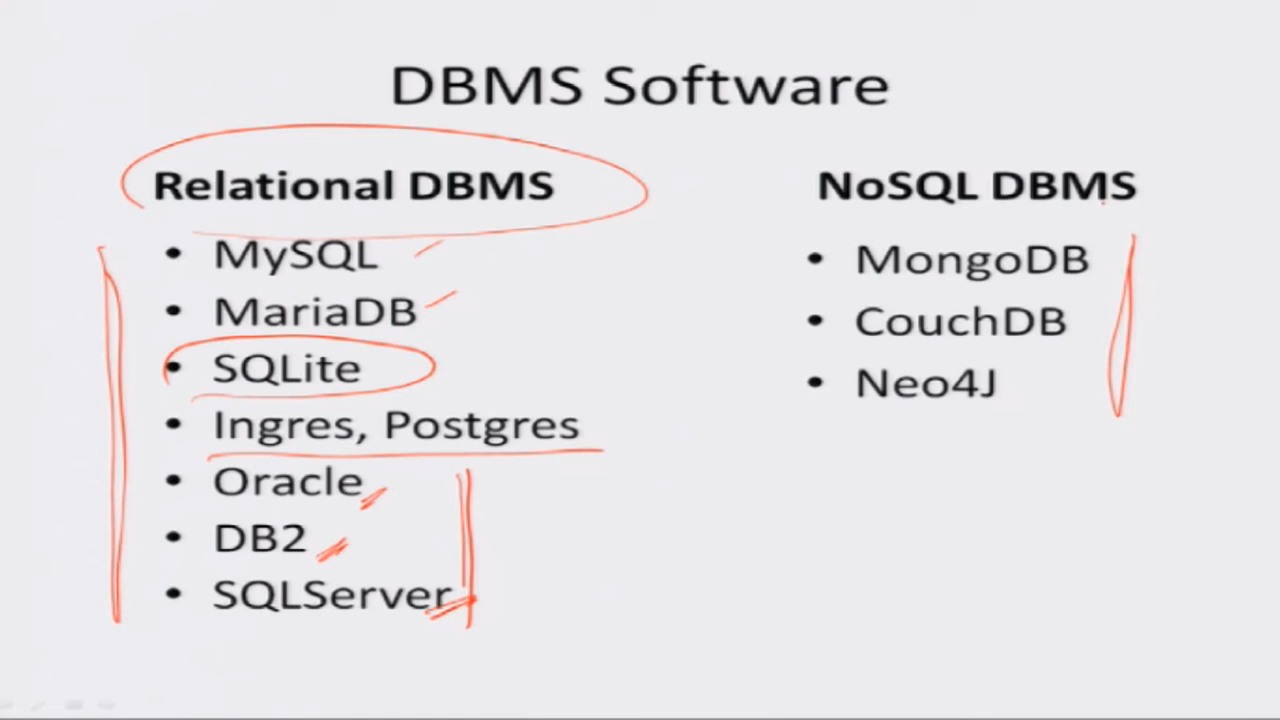 DBMS Software
Relational DBMS
• MySQL
• MariaDB
• SQLite
• Ingres, Postgres
• Oracle
• DB2
• SQLServer
NoSQL DBMS
• MongoDB
• CouchDB
• Neo4J